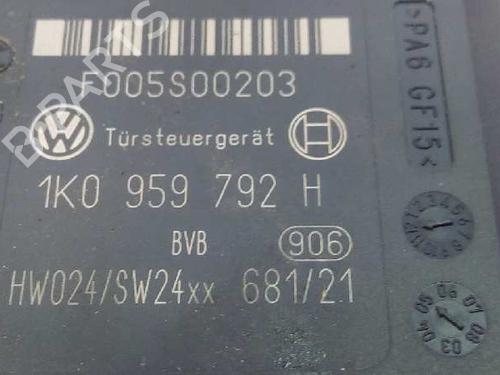 F005S00203
Türsteuergerät
1K0 959 792 H
BVB 906
HW024/SW24xx 681/21
>PA6 GF15<
B-PARTS